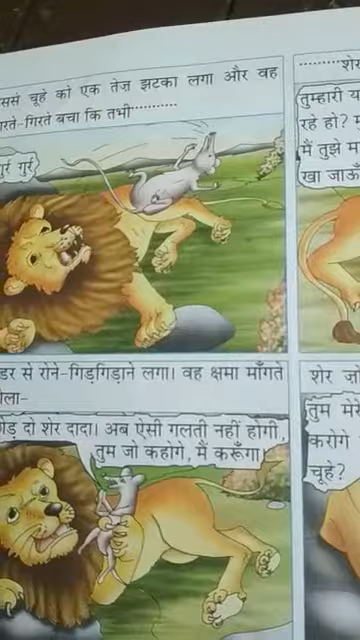 ससे चूहे को एक तेज़ झटका लगा और वह
रते-गिरते बचा कि तभी...........
गुर्र गुर्र
.........शेर
तुम्हारी य
रहे हो? म
मैं तुझे मा
खा जाऊँ
डर से रोने-गिड़गिड़ाने लगा। वह क्षमा माँगते
ोला-
ोड़ दो शेर दादा। अब ऐसी गलती नहीं होगी,
तुम जो कहोगे, मैं करूँगा।
शेर जो
तुम मेरे
करोगे
चूहे?